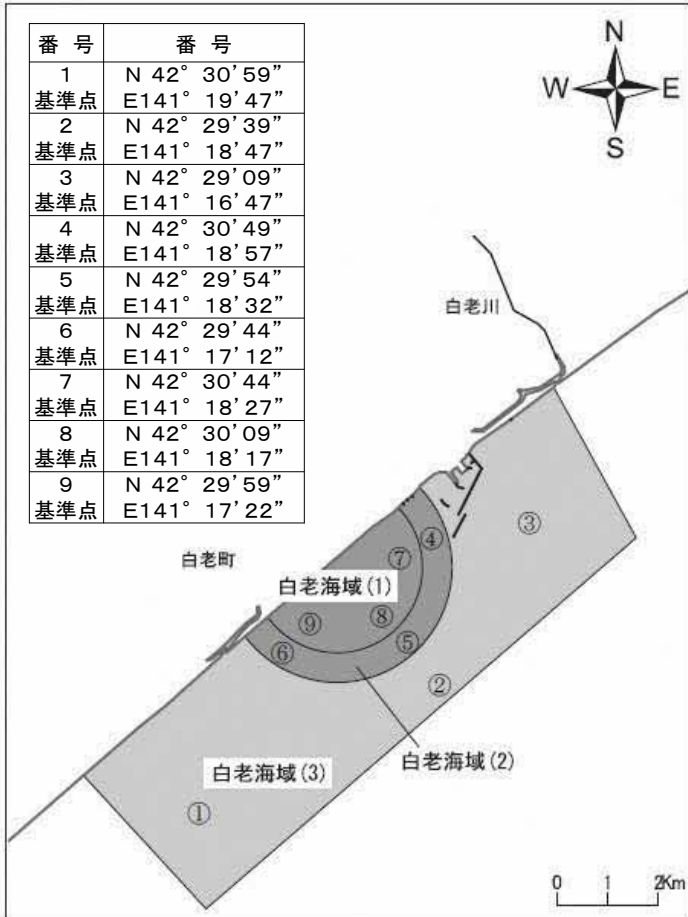 番 号 番 号
1 N 42° 30’59”
基準点 E141° 19’47”
2 N 42° 29’39”
基準点 E141° 18’47”
3 N 42° 29’09”
基準点 E141° 16’47”
4 N 42° 30’49”
基準点 E141° 18’57”
5 N 42° 29’54”
基準点 E141° 18’32”
6 N 42° 29’44”
基準点 E141° 17’12”
7 N 42° 30’44”
基準点 E141° 18’27”
8 N 42° 30’09”
基準点 E141° 18’17”
9 N 42° 29’59”
基準点 E141° 17’22”
N
W E
S
白老川
③
④
白老町
⑦
白老海域(1)
⑧
⑨
⑤
⑥
②
白老海域(2)
白老海域(3)
①
0 1 2Km